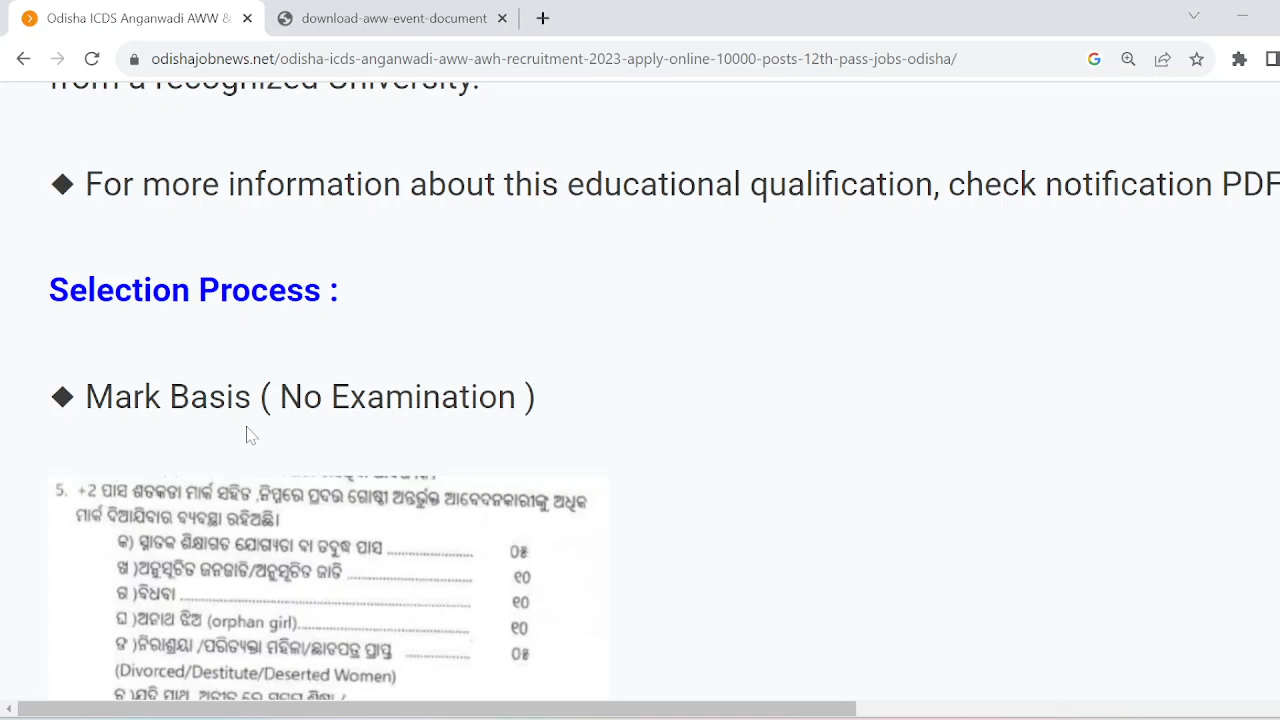 Odisha ICDS Anganwadi AWW &
download-aww-event-document
odishajobnews.net/odisha-icds-anganwadi-aww-awh-recruitment-2023-apply-online-10000-posts-12th-pass-jobs-odisha/
from a recognized University.
◆ For more information about this educational qualification, check notification PDF
Selection Process :
◆ Mark Basis ( No Examination )
5. +2 ପାସ ଶତକଡା ମାର୍କ ସହିତ ,ନିମ୍ନରେ ପ୍ରଦତ୍ତ ଗୋଷ୍ଠୀ ଅନ୍ତର୍ଭୁକ୍ତ ଆବେଦନକାରୀଙ୍କୁ ଅଧିକ
ମାର୍କ ଦିଆଯିବାର ବ୍ୟବସ୍ଥା ରହିଅଛି।
କ) ସ୍ନାତକ ଶିକ୍ଷାଗତ ଯୋଗ୍ୟତା ବା ତଦୁର୍ଦ୍ଧ ପାସ .................. ୦୫
ଖ )ଅନୁସୂଚିତ ଜନଜାତି/ଅନୁସୂଚିତ ଜାତି .................. ୧୦
ଗ )ବିଧବା .................. ୧୦
ଘ )ଅନାଥ ଝିଅ (orphan girl).................. ୧୦
ଙ )ନିରାଶ୍ରୟା /ପରିତ୍ୟକ୍ତା ମହିଳା/ଛାଡପତ୍ର ପ୍ରାପ୍ତ .................. ୦୫
(Divorced/Destitute/Deserted Women)